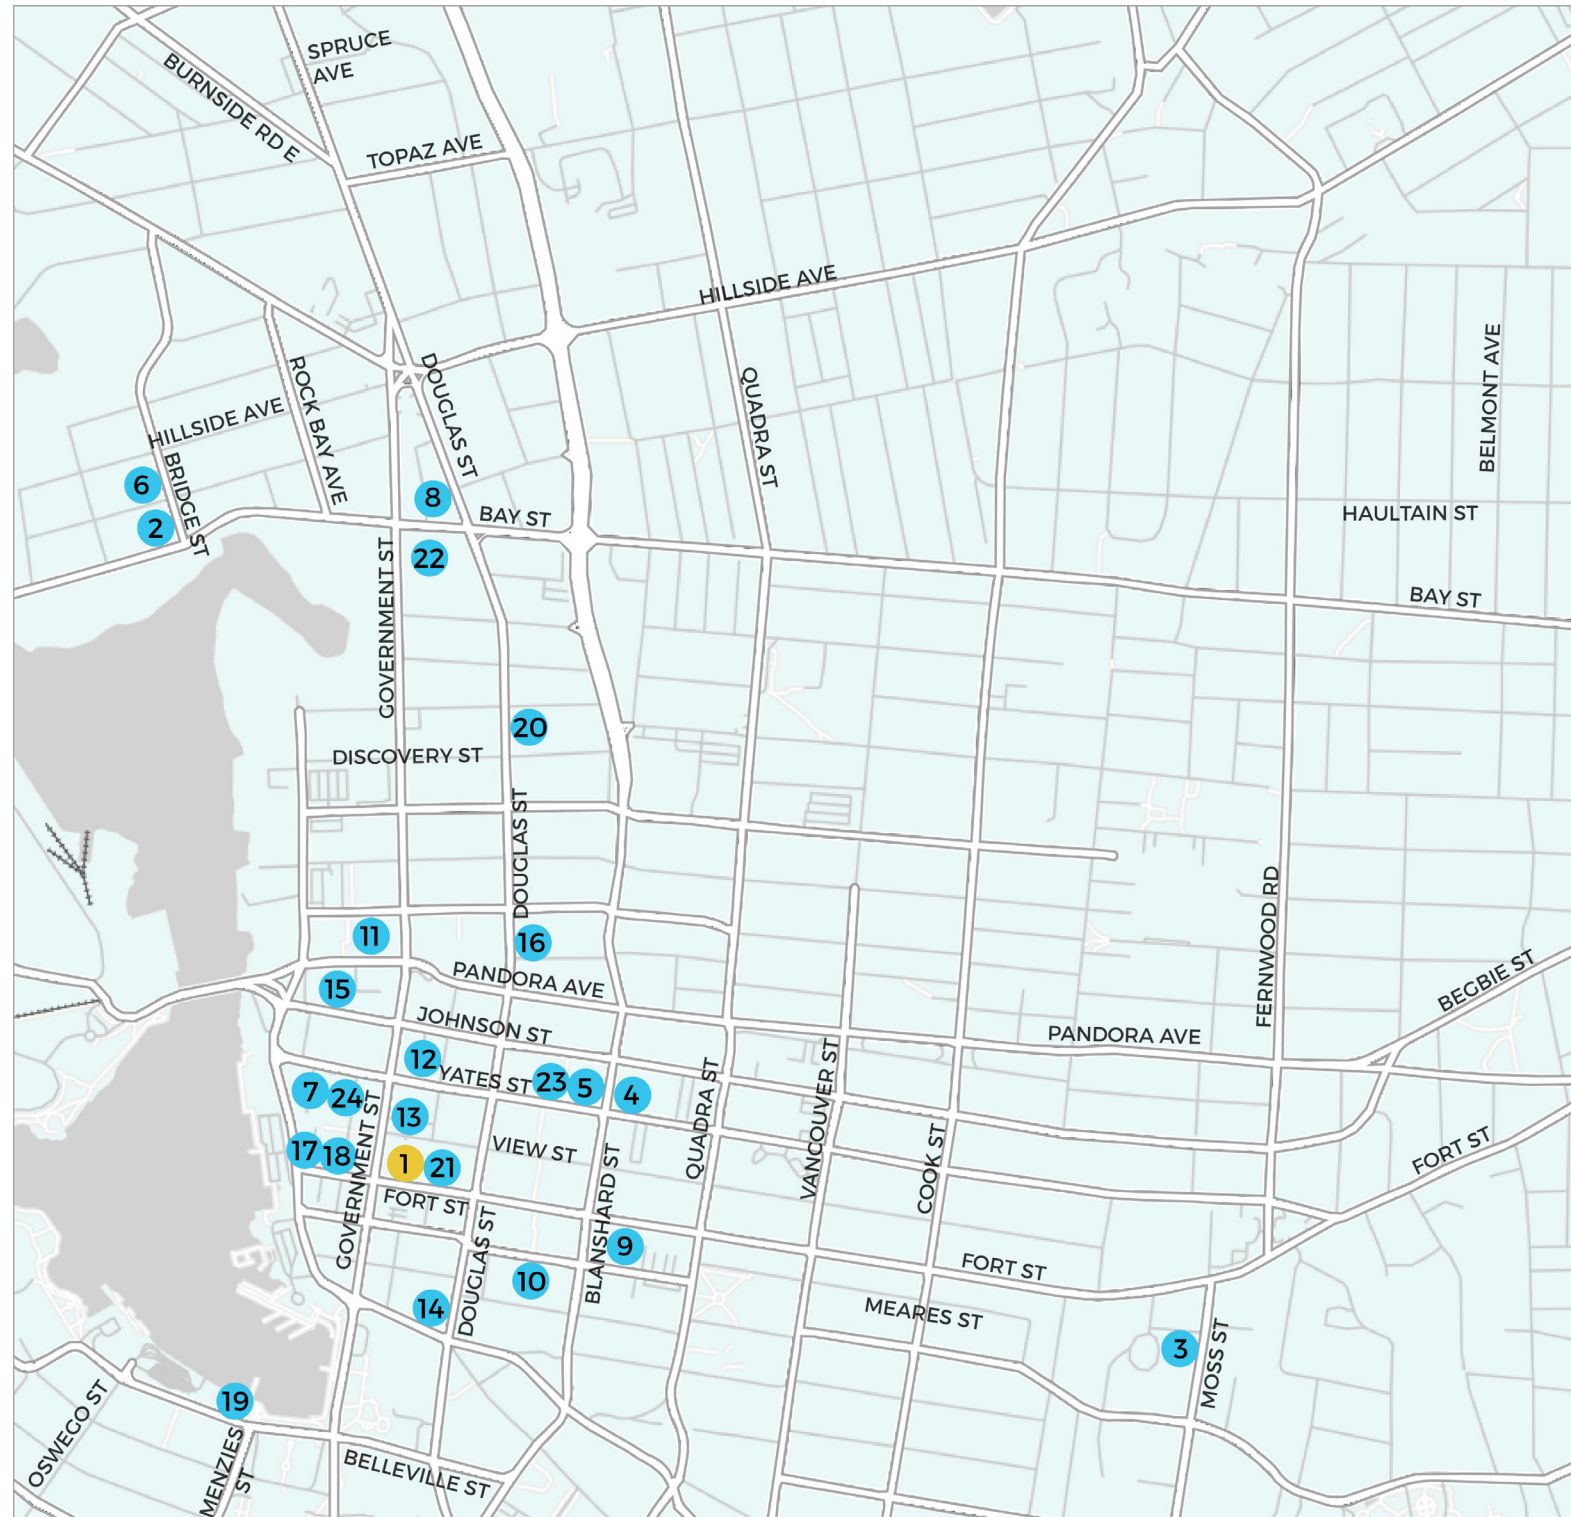 SPRUCE
AVE
BURNSIDE RD E
TOPAZ AVE
HILLSIDE AVE
BELMONT AVE
DOUGLAS ST
ROCK BAY AVE
QUADRA ST
HILLSIDE AVE
BRIDGE ST
6
8
2
BAY ST
HAULTAIN ST
22
GOVERNMENT ST
BAY ST
20
DISCOVERY ST
DOUGLAS ST
FERNWOOD RD
11
16
PANDORA AVE
15
BEGBIE ST
JOHNSON ST
PANDORA AVE
12
YATES ST
23
5
4
7
24
13
QUADRA ST
VANCOUVER ST
GOVERNMENT ST
VIEW ST
17
18
1
21
COOK ST
FORT ST
FORT ST
BLANSHARD ST
DOUGLAS ST
9
FORT ST
10
14
MEARES ST
3
MOSS ST
19
OSWEGO ST
MENZIES
ST
BELLEVILLE ST